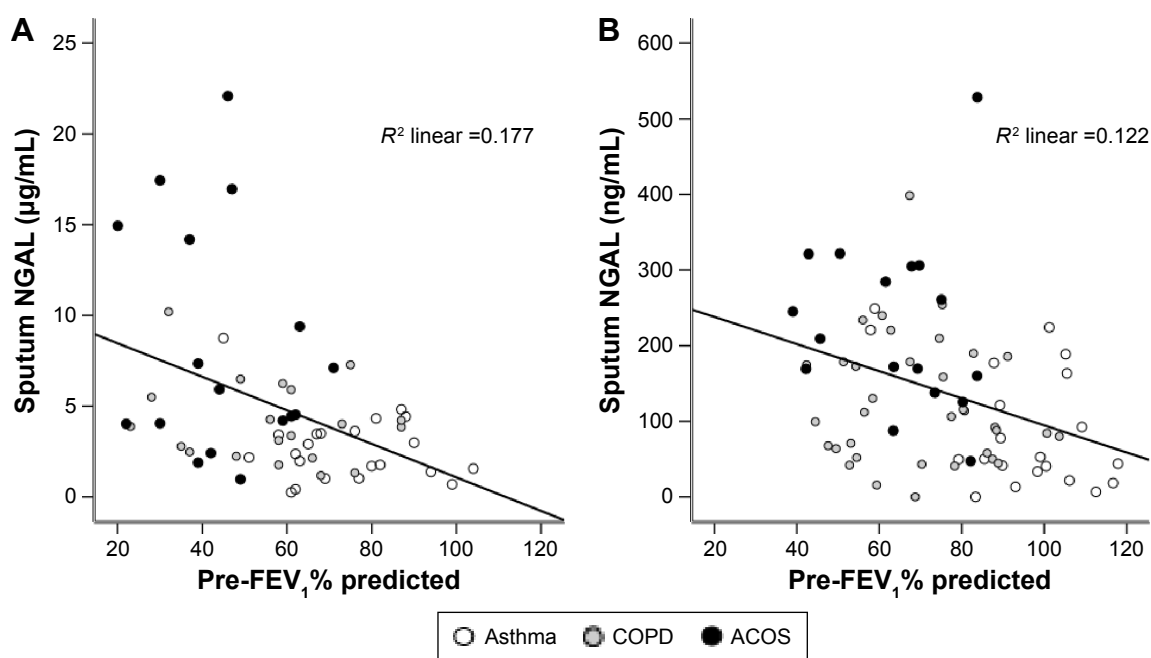 A
Sputum NGAL (µg/mL)
25
20
15
10
5
0
R² linear =0.177
20 40 60 80 100 120
Pre-FEV₁% predicted
B
Sputum NGAL (ng/mL)
600
500
400
300
200
100
0
R² linear =0.122
20 40 60 80 100 120
Pre-FEV₁% predicted
Asthma COPD ACOS